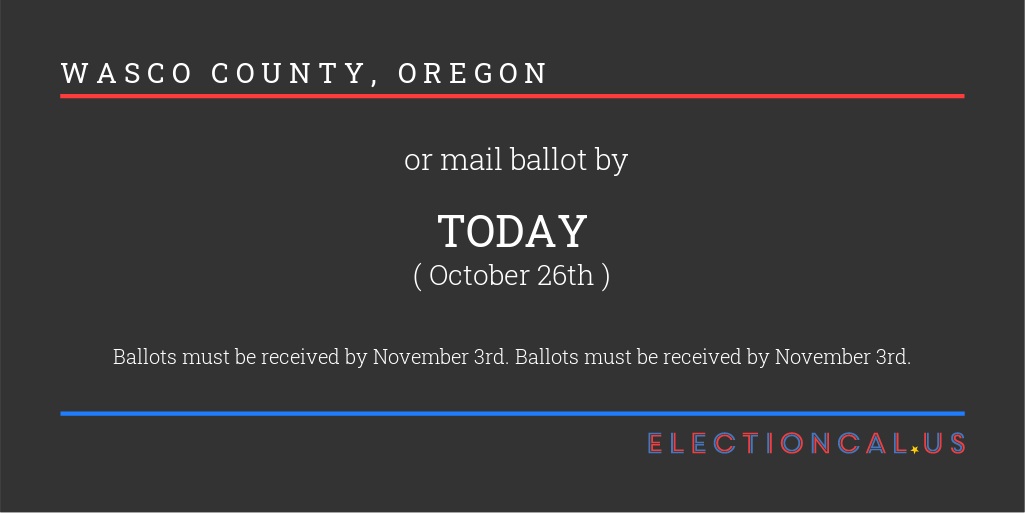 WASCO COUNTY, OREGON
or mail ballot by
TODAY
( October 26th )
Ballots must be received by November 3rd. Ballots must be received by November 3rd.
ELECTIONCAL.US